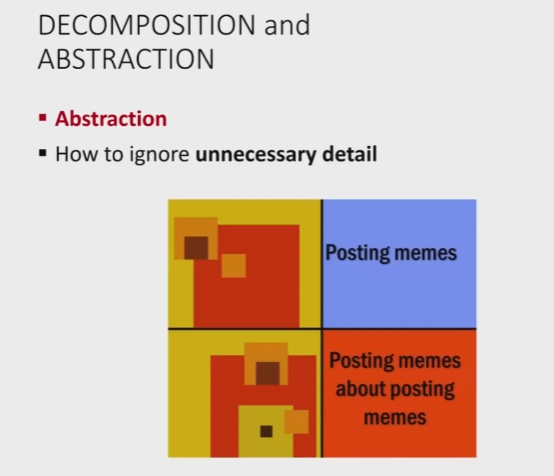 DECOMPOSITION and
ABSTRACTION
Abstraction
How to ignore unnecessary detail
Posting memes
Posting memes
about posting
memes